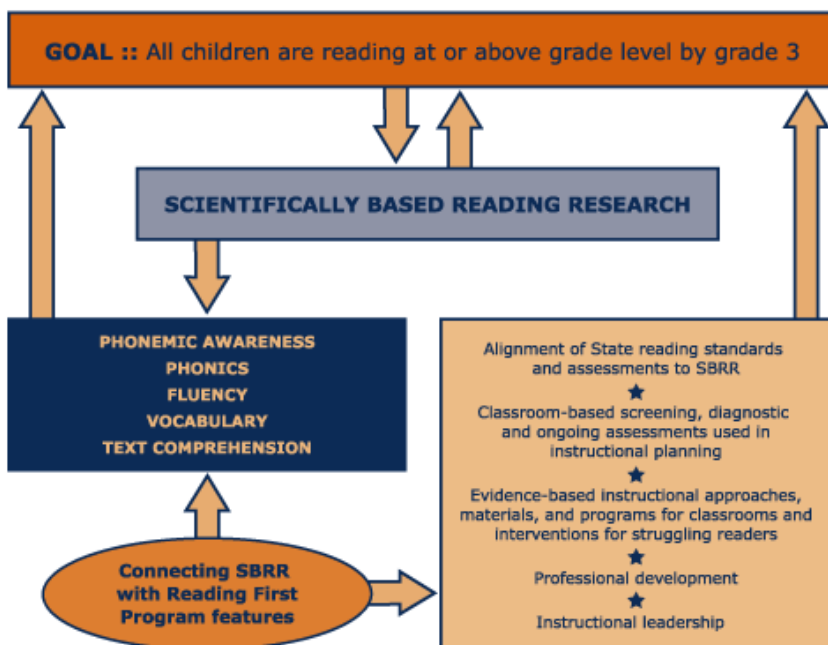 GOAL :: All children are reading at or above grade level by grade 3
SCIENTIFICALLY BASED READING RESEARCH
PHONEMIC AWARENESS
PHONICS
FLUENCY
VOCABULARY
TEXT COMPREHENSION
Connecting SBRR
with Reading First
Program features
Alignment of State reading standards
and assessments to SBRR
Classroom-based screening, diagnostic
and ongoing assessments used in
instructional planning
Evidence-based instructional approaches,
materials, and programs for classrooms and
interventions for struggling readers
Professional development
Instructional leadership